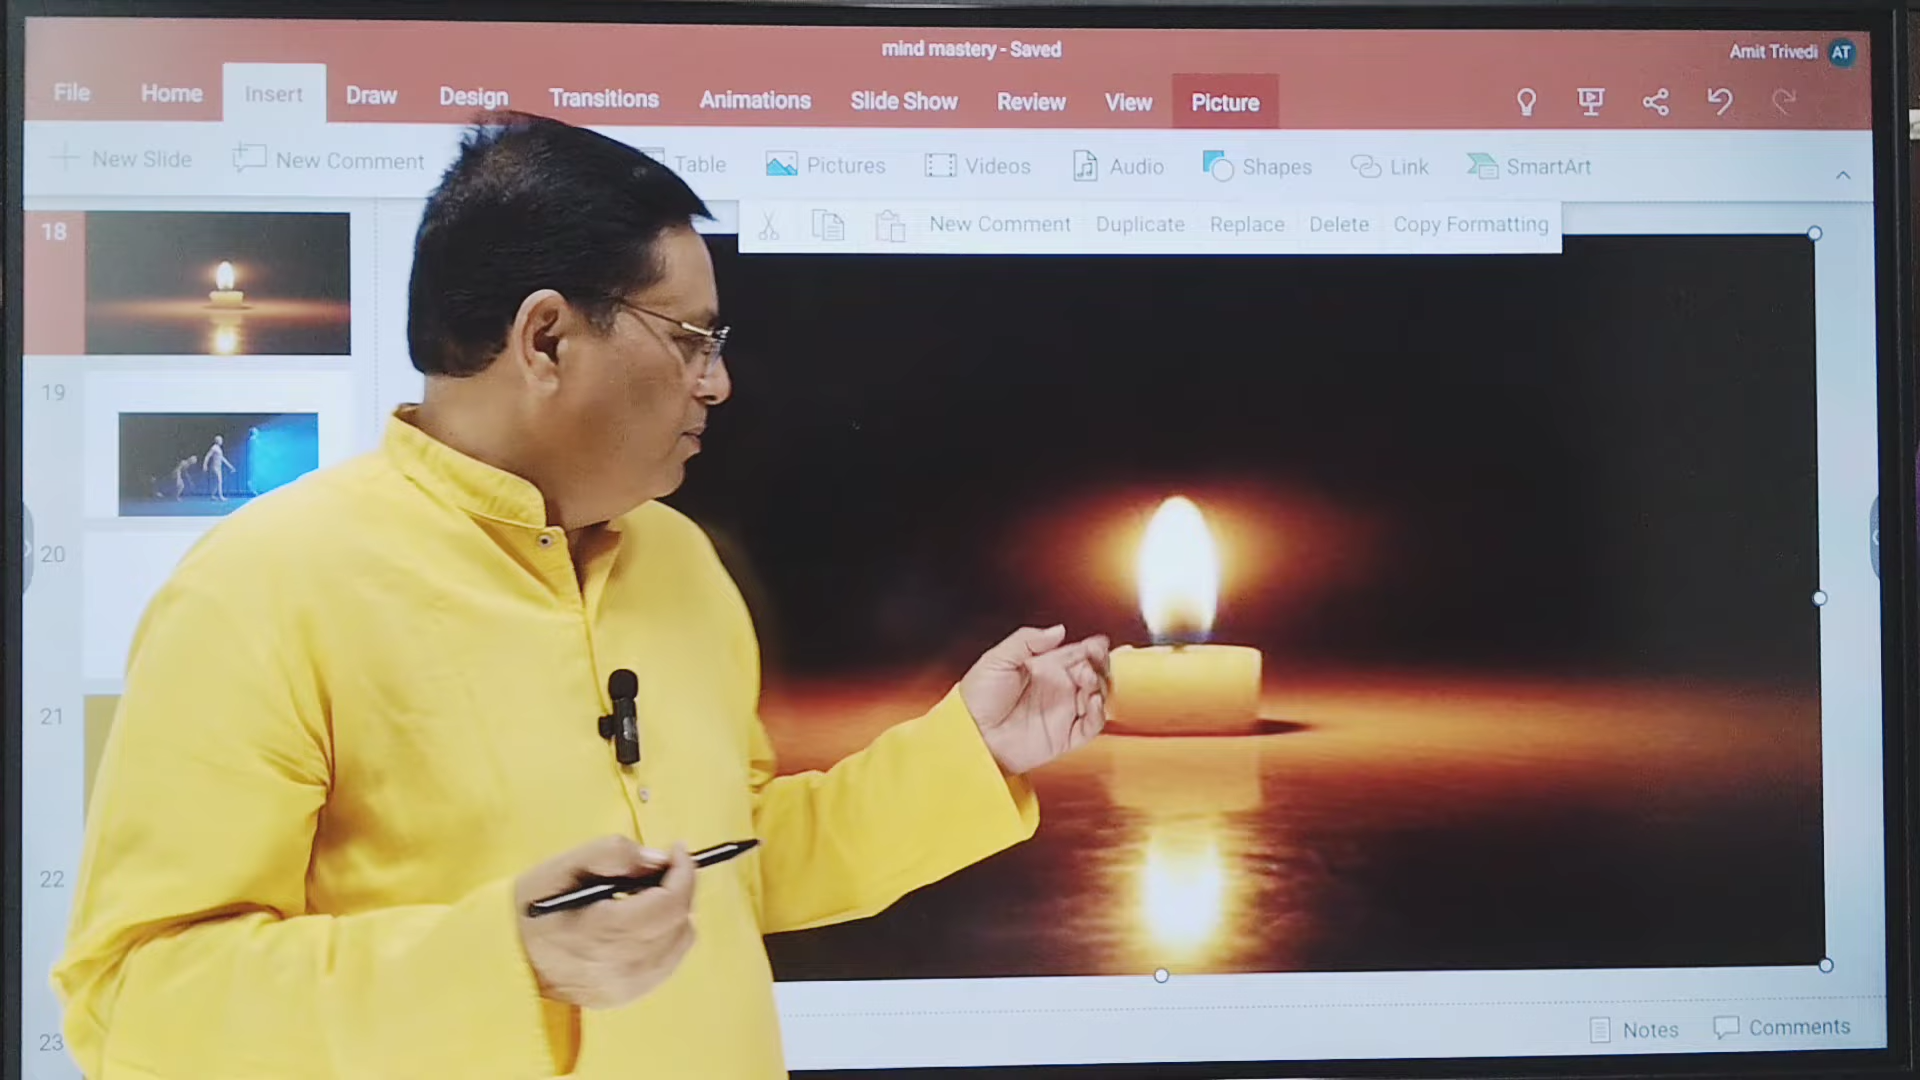 mind mastery - Saved
Amit Trivedi AT
File Home Insert Draw Design Transitions Animations Slide Show Review View Picture
New Slide New Comment Table Pictures Videos Audio Shapes Link SmartArt
New Comment Duplicate Replace Delete Copy Formatting
18
19
20
21
22
23
Notes Comments